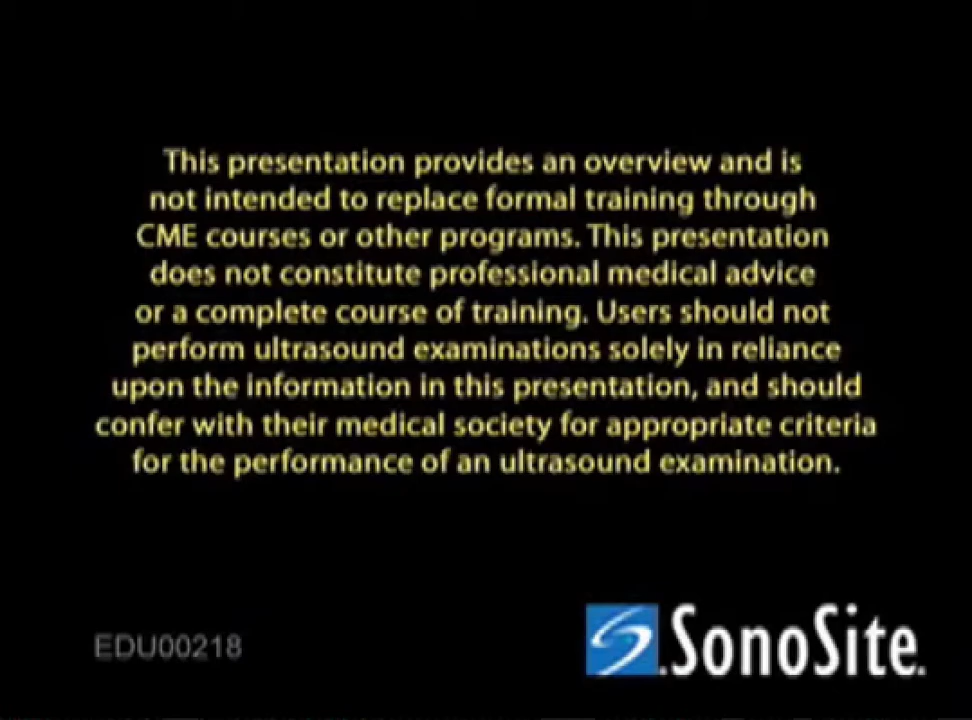 This presentation provides an overview and is
not intended to replace formal training through
CME courses or other programs. This presentation
does not constitute professional medical advice
or a complete course of training. Users should not
perform ultrasound examinations solely in reliance
upon the information in this presentation, and should
confer with their medical society for appropriate criteria
for the performance of an ultrasound examination.
EDU00218
SonoSite